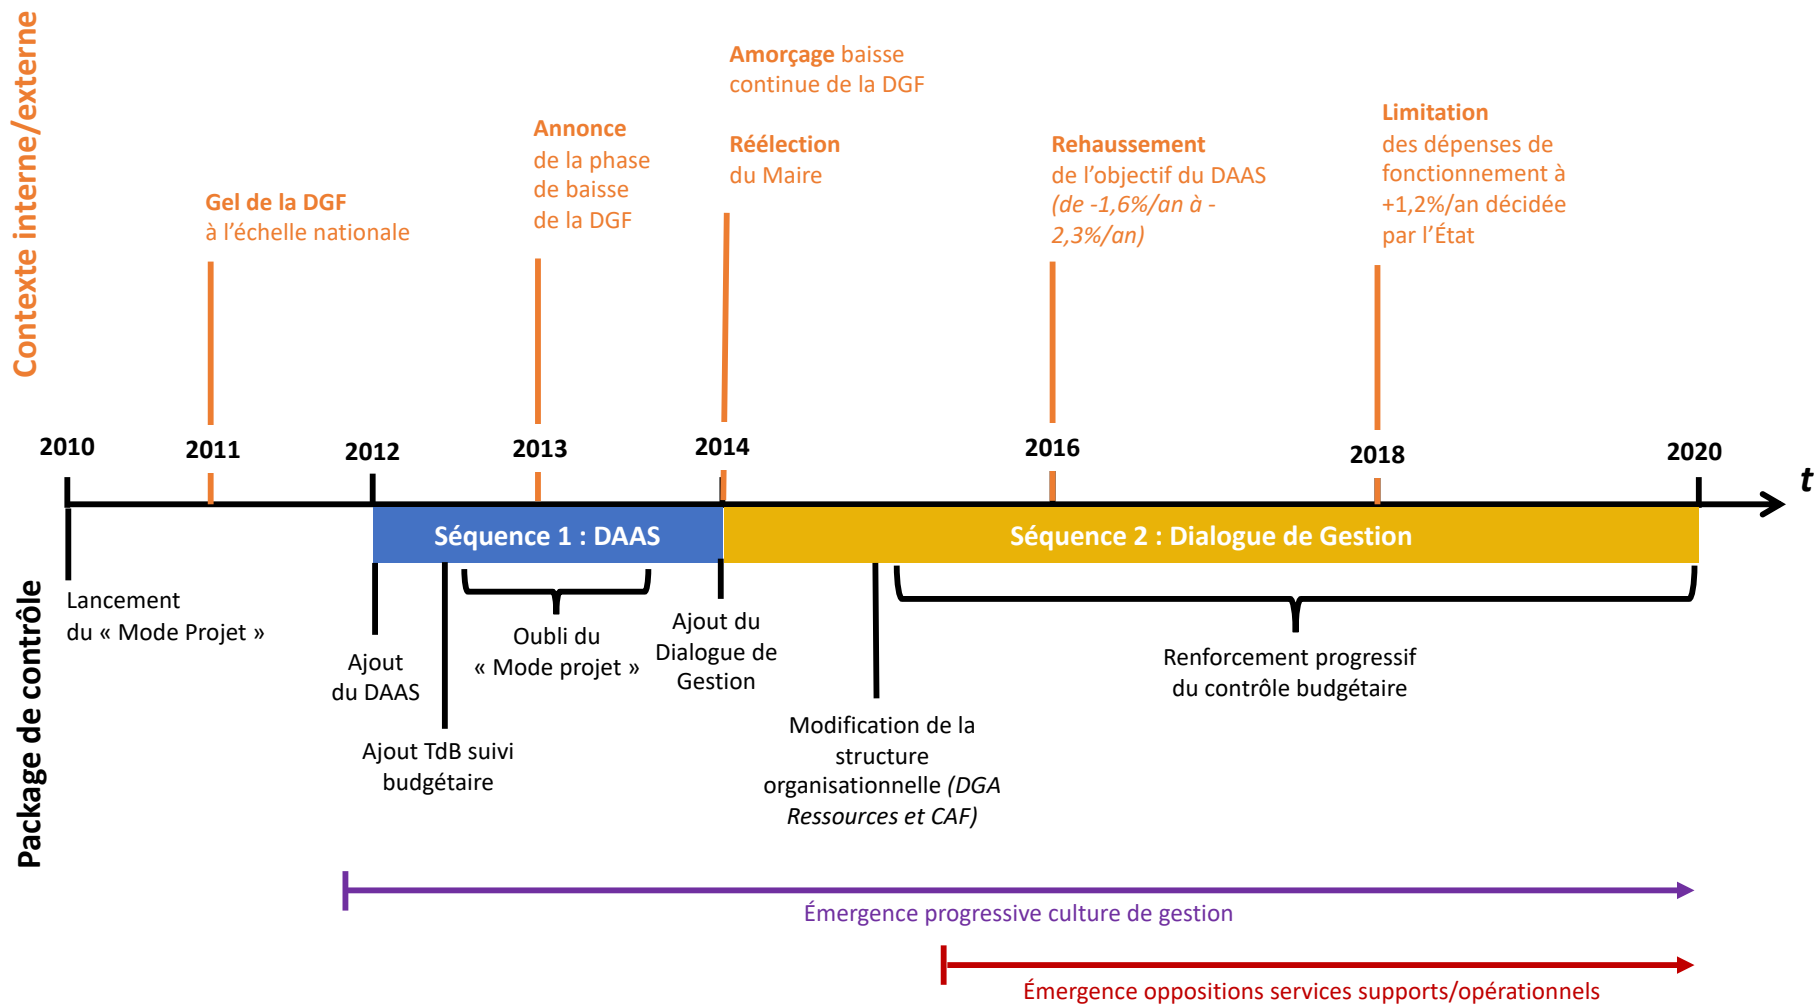 Contexte interne/externe
Gel de la DGF
à l’échelle nationale
Annonce
de la phase
de baisse
de la DGF
Amorçage baisse
continue de la DGF
Réélection
du Maire
Rehaussement
de l’objectif du DAAS
(de -1,6%/an à -
2,3%/an)
Limitation
des dépenses de
fonctionnement à
+1,2%/an décidée
par l’État
2010
2011
2012
2013
2014
2016
2018
2020
t
Séquence 1 : DAAS
Séquence 2 : Dialogue de Gestion
Package de contrôle
Lancement
du « Mode Projet »
Ajout
du DAAS
Ajout TdB suivi
budgétaire
Oubli du
« Mode projet »
Ajout du
Dialogue de
Gestion
Modification de la
structure
organisationnelle (DGA
Ressources et CAF)
Renforcement progressif
du contrôle budgétaire
Émergence progressive culture de gestion
Émergence oppositions services supports/opérationnels